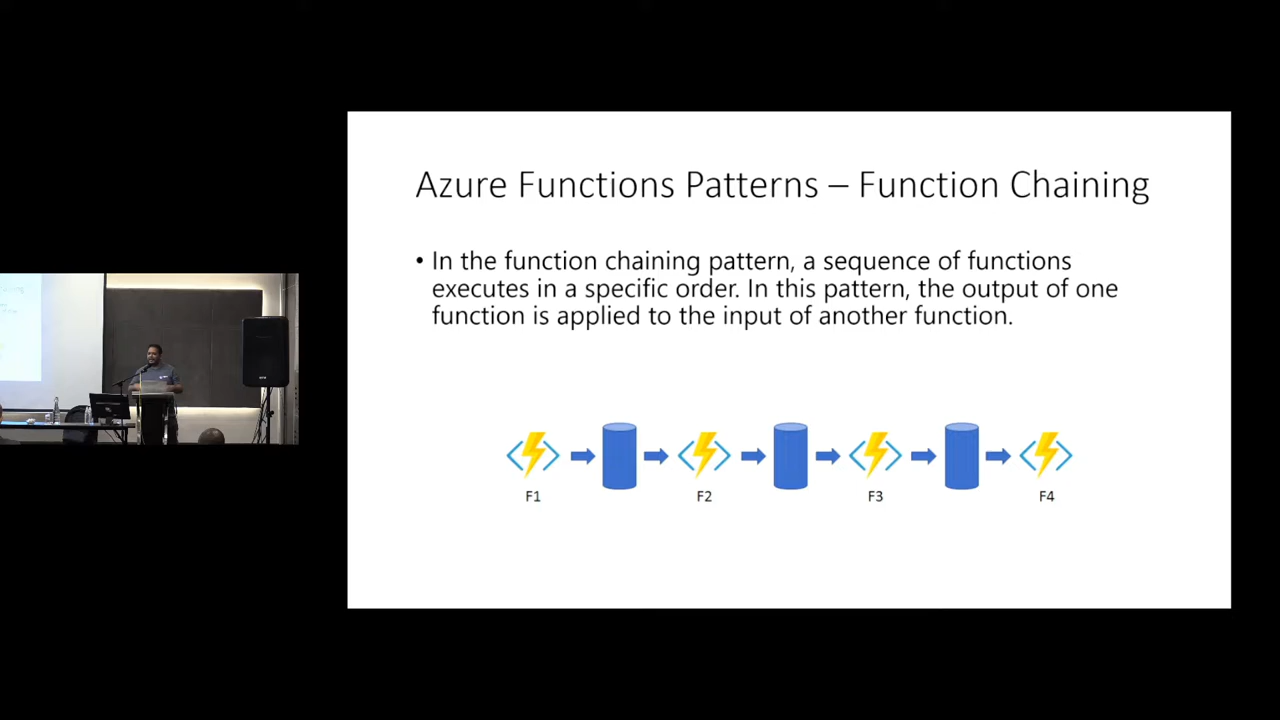 Azure Functions Patterns – Function Chaining
• In the function chaining pattern, a sequence of functions
executes in a specific order. In this pattern, the output of one
function is applied to the input of another function.
F1
F2
F3
F4